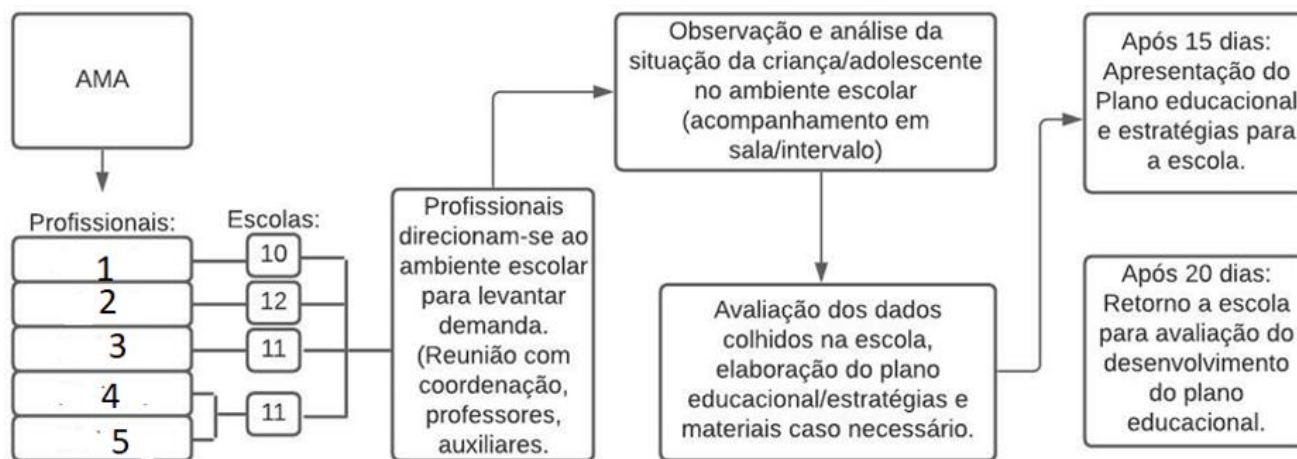 AMA
Profissionais:
Escolas:
1
10
2
12
3
11
4
5
11
Profissionais
direcionam-se ao
ambiente escolar
para levantar
demanda.
(Reunião com
coordenação,
professores,
auxiliares.
Observação e análise da
situação da criança/adolescente
no ambiente escolar
(acompanhamento em
sala/intervalo)
Avaliação dos dados
colhidos na escola,
elaboração do plano
educacional/estratégias e
materiais caso necessário.
Após 15 dias:
Apresentação do
Plano educacional
e estratégias para
a escola.
Após 20 dias:
Retorno a escola
para avaliação do
desenvolvimento
do plano
educacional.